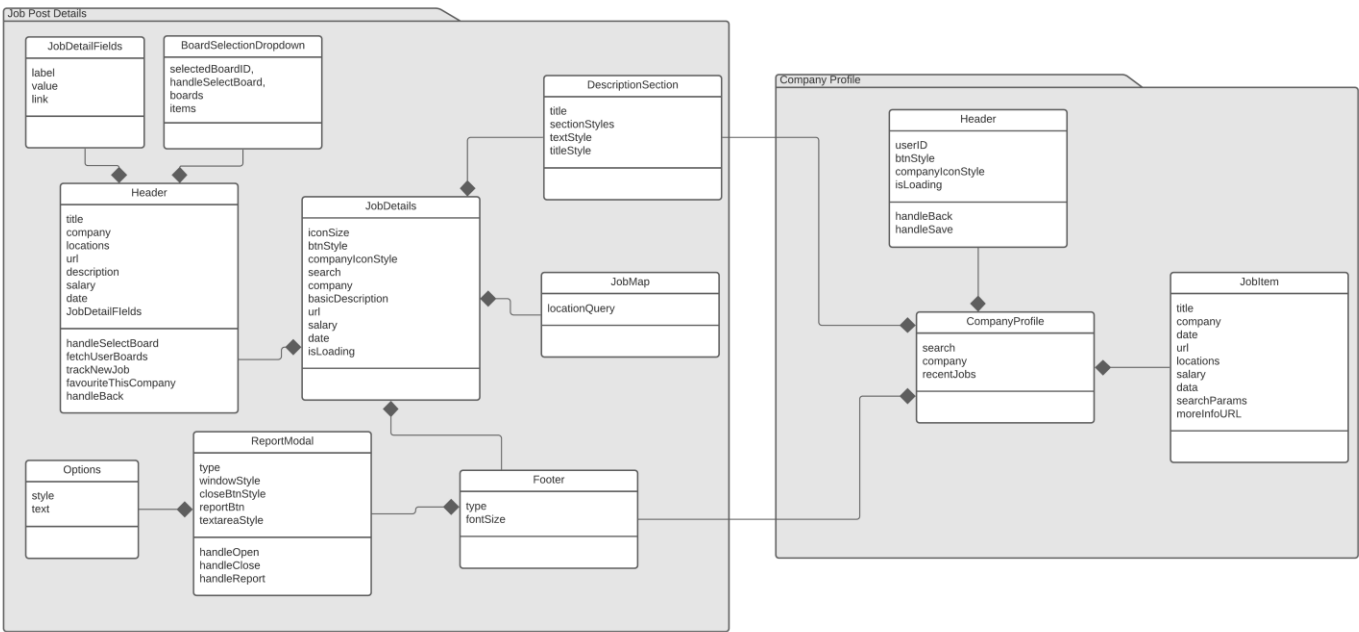 Job Post Details
JobDetailFields
label
value
link
BoardSelectionDropdown
selectedBoardID,
handleSelectBoard,
boards
items
DescriptionSection
title
sectionStyles
textStyle
titleStyle
Header
title
company
locations
url
description
salary
date
JobDetailFIelds
handleSelectBoard
fetchUserBoards
trackNewJob
favouriteThisCompany
handleBack
JobDetails
iconSize
btnStyle
companyIconStyle
search
company
basicDescription
url
salary
date
isLoading
JobMap
locationQuery
Options
style
text
ReportModal
type
windowStyle
closeBtnStyle
reportBtn
textareaStyle
handleOpen
handleClose
handleReport
Footer
type
fontSize
Company Profile
Header
userID
btnStyle
companyIconStyle
isLoading
handleBack
handleSave
CompanyProfile
search
company
recentJobs
JobItem
title
company
date
url
locations
salary
data
searchParams
moreInfoURL